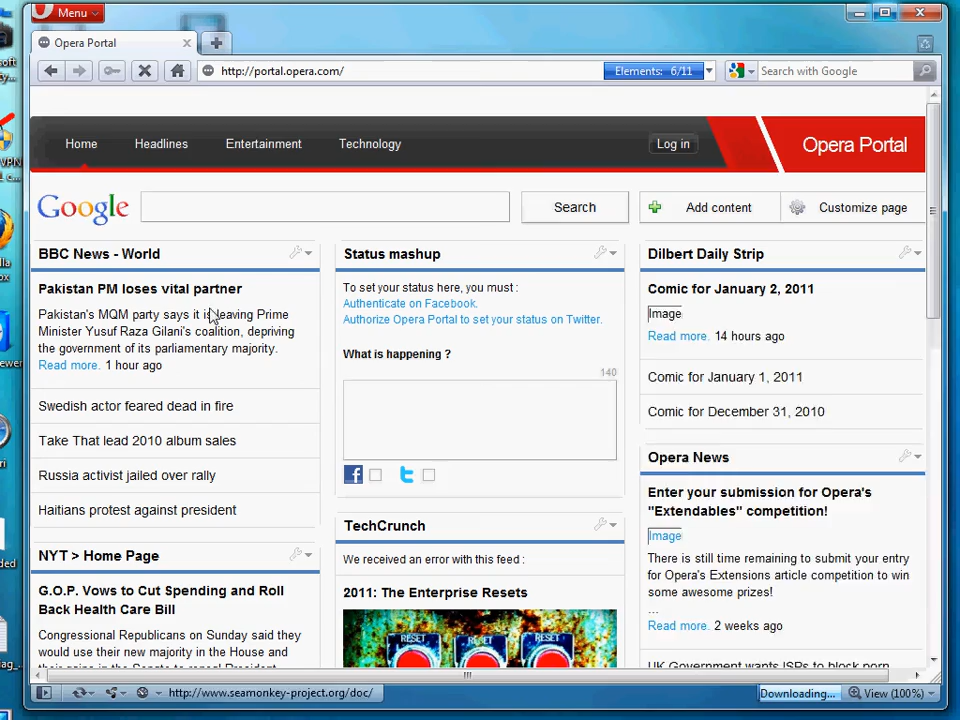 Menu
Opera Portal
http://portal.opera.com/
Elements: 6/11
Search with Google
Home
Headlines
Entertainment
Technology
Log in
Opera Portal
Google
Search
Add content
Customize page
BBC News - World
Pakistan PM loses vital partner
Pakistan's MQM party says it is leaving Prime
Minister Yusuf Raza Gilani's coalition, depriving
the government of its parliamentary majority.
Read more. 1 hour ago
Swedish actor feared dead in fire
Take That lead 2010 album sales
Russia activist jailed over rally
Haitians protest against president
NYT > Home Page
G.O.P. Vows to Cut Spending and Roll
Back Health Care Bill
Congressional Republicans on Sunday said they
would use their new majority in the House and
Status mashup
To set your status here, you must :
Authenticate on Facebook.
Authorize Opera Portal to set your status on Twitter.
What is happening ?
140
TechCrunch
We received an error with this feed :
2011: The Enterprise Resets
RESET
RESET
RESET
Dilbert Daily Strip
Comic for January 2, 2011
Image
Read more. 14 hours ago
Comic for January 1, 2011
Comic for December 31, 2010
Opera News
Enter your submission for Opera's
"Extendables" competition!
Image
There is still time remaining to submit your entry
for Opera's Extensions article competition to win
some awesome prizes!
...
Read more. 2 weeks ago
UK Government wants ISPs to block porn
http://www.seamonkey-project.org/doc/
Downloading...
View (100%)